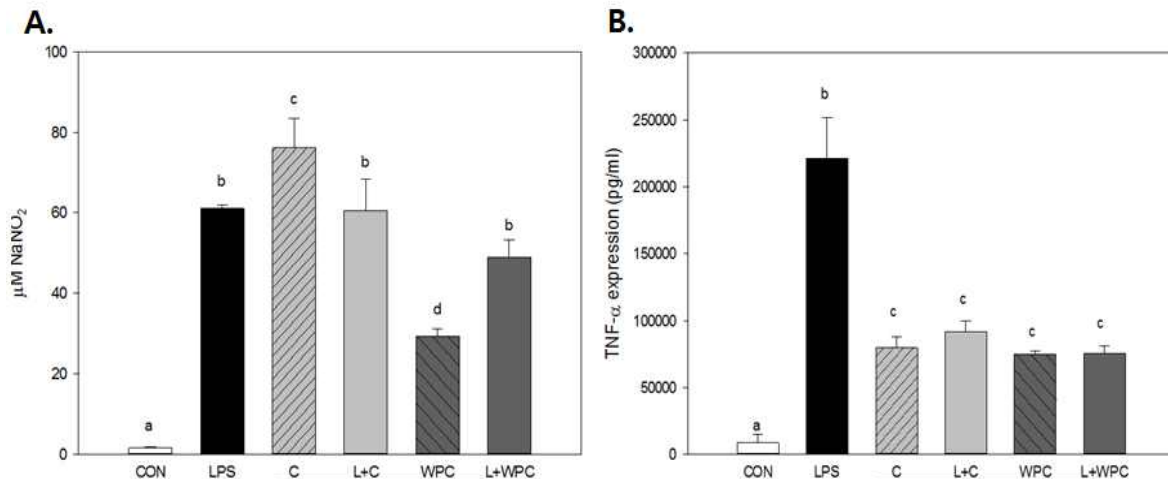 A.
μM NaNO₂
100
80
60
40
20
0
a
b
c
b
d
b
CON LPS C L+C WPC L+WPC
B.
TNF-α expression (pg/ml)
300000
250000
200000
150000
100000
50000
0
a
b
c
c
c
c
CON LPS C L+C WPC L+WPC